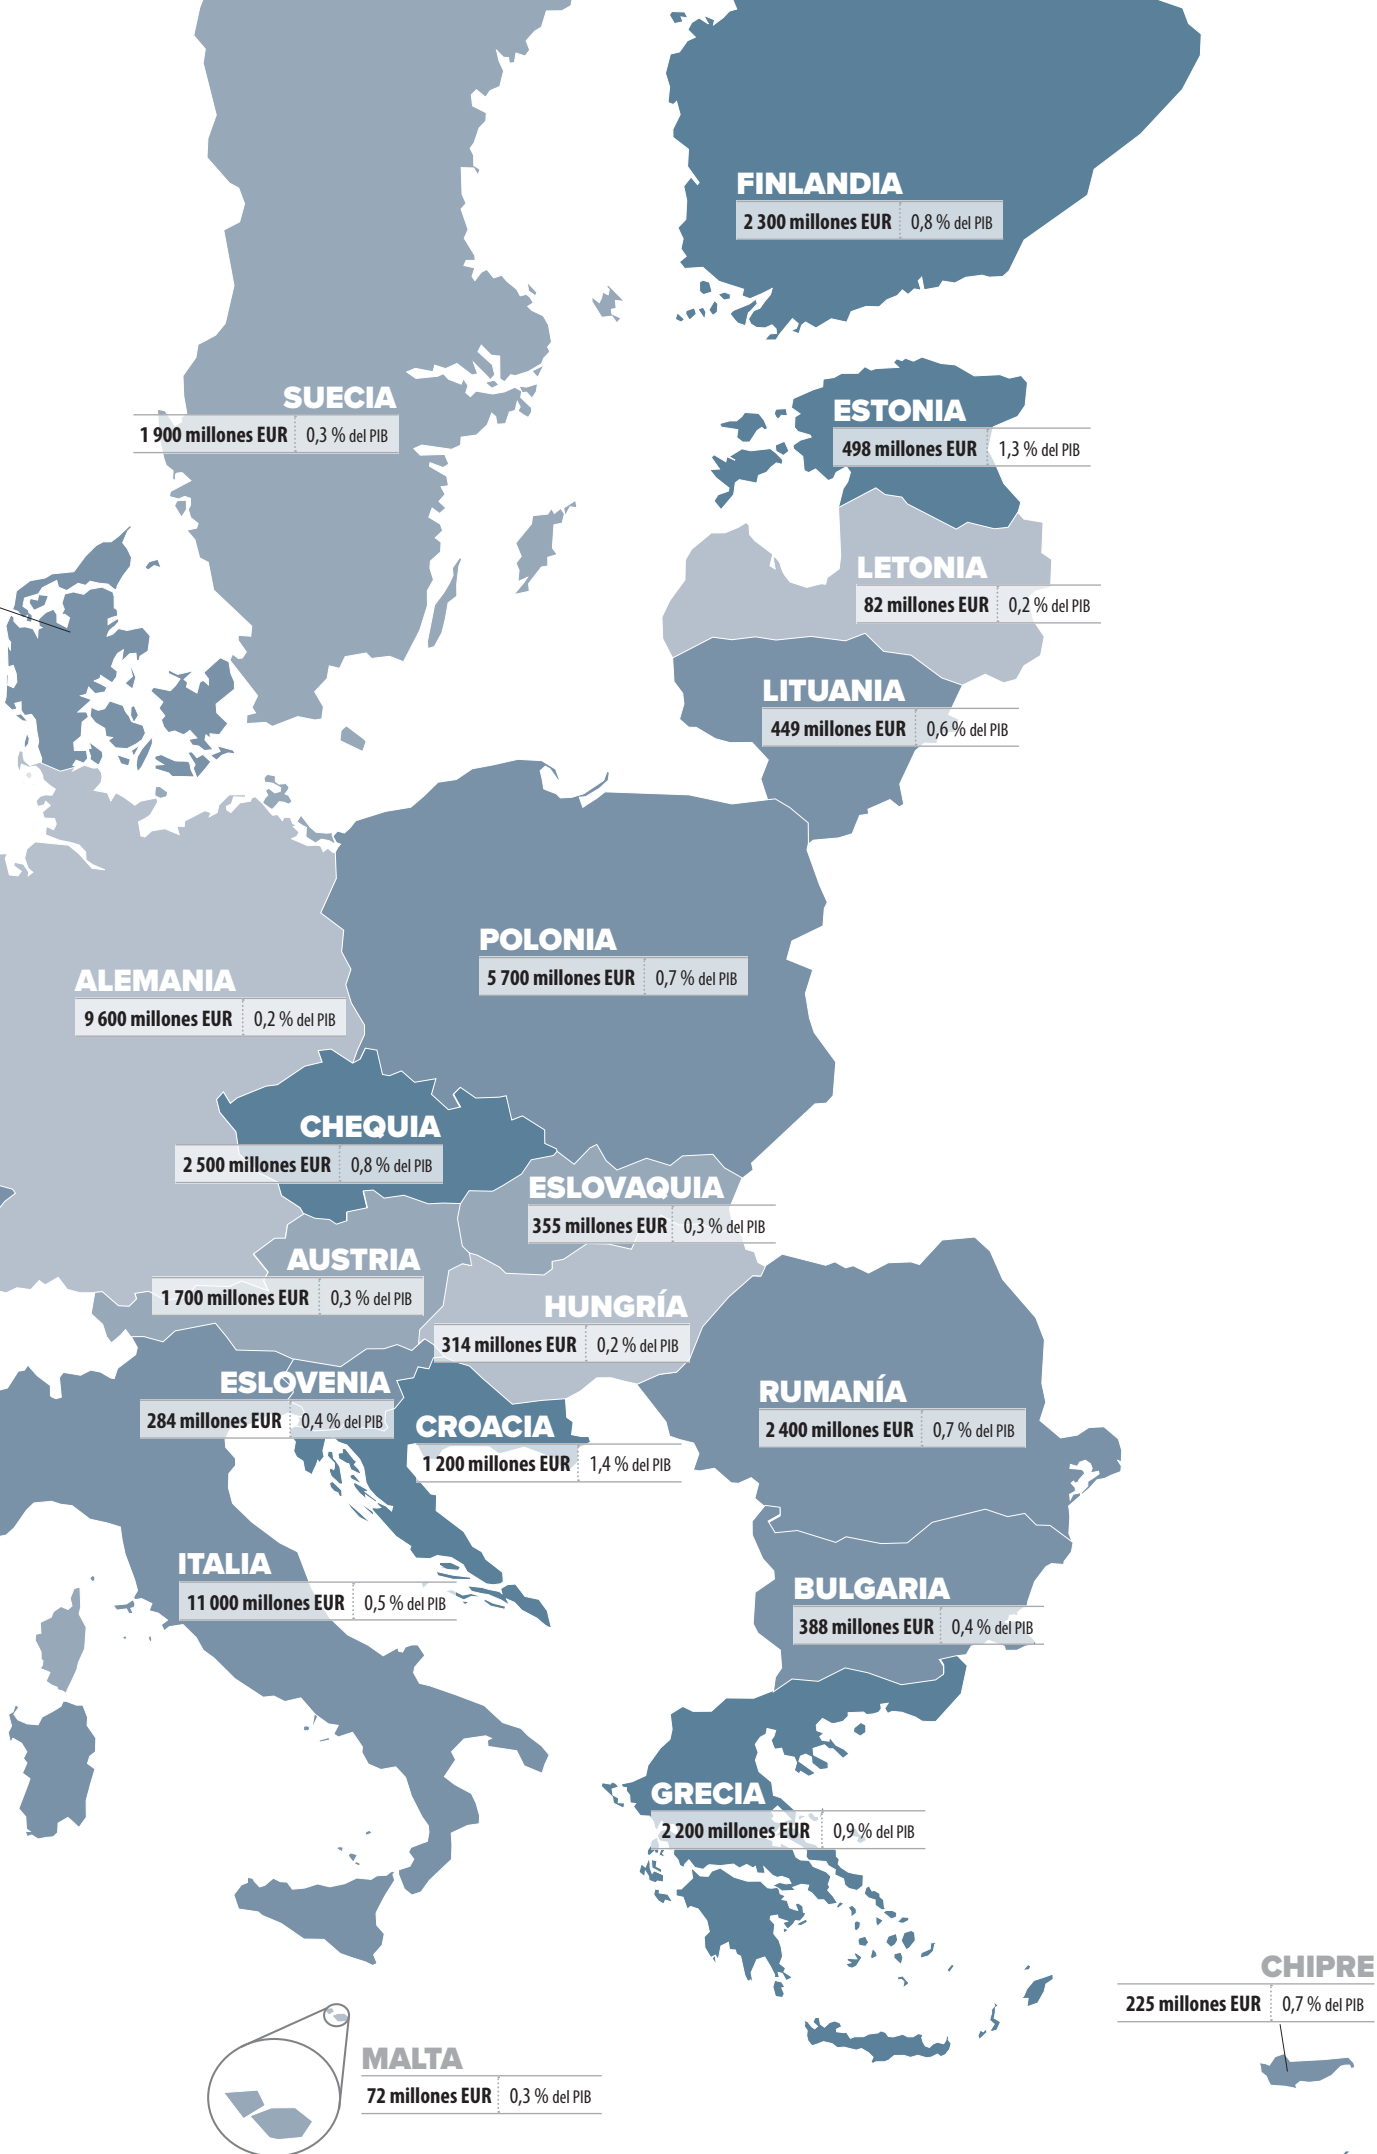 FINLANDIA
2 300 millones EUR 0,8 % del PIB
SUECIA
1 900 millones EUR 0,3 % del PIB
ESTONIA
498 millones EUR 1,3 % del PIB
LETONIA
82 millones EUR 0,2 % del PIB
LITUANIA
449 millones EUR 0,6 % del PIB
POLONIA
5 700 millones EUR 0,7 % del PIB
ALEMANIA
9 600 millones EUR 0,2 % del PIB
CHEQUIA
2 500 millones EUR 0,8 % del PIB
ESLOVAQUIA
355 millones EUR 0,3 % del PIB
AUSTRIA
1 700 millones EUR 0,3 % del PIB
HUNGRÍA
314 millones EUR 0,2 % del PIB
ESLOVENIA
284 millones EUR 0,4 % del PIB
RUMANÍA
2 400 millones EUR 0,7 % del PIB
CROACIA
1 200 millones EUR 1,4 % del PIB
ITALIA
11 000 millones EUR 0,5 % del PIB
BULGARIA
388 millones EUR 0,4 % del PIB
GRECIA
2 200 millones EUR 0,9 % del PIB
CHIPRE
225 millones EUR 0,7 % del PIB
MALTA
72 millones EUR 0,3 % del PIB